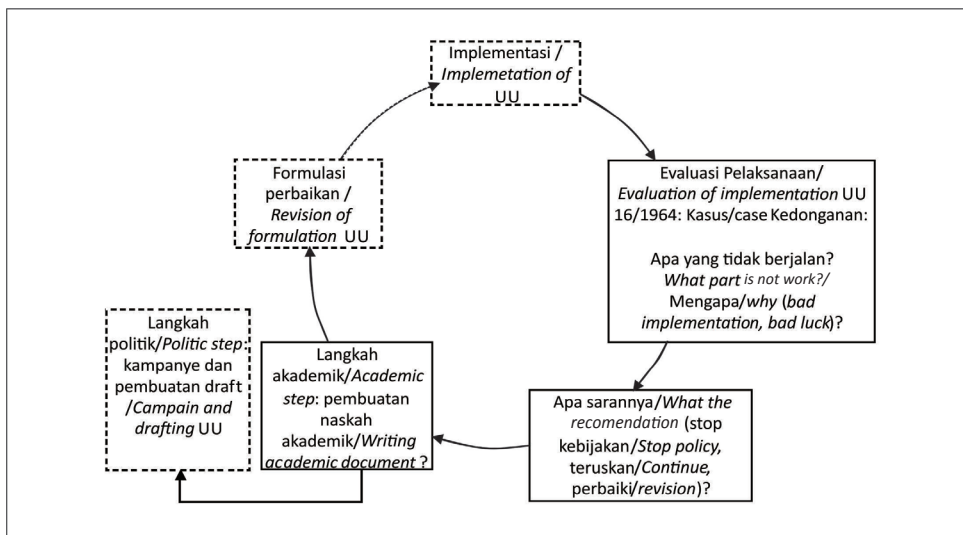 Implementasi /
Implemetation of
UU
Evaluasi Pelaksanaan/
Evaluation of implementation UU
16/1964: Kasus/case Kedonganan:
Apa yang tidak berjalan?
What part is not work?/
Mengapa/why (bad
implementation, bad luck)?
Apa sarannya/What the
recomendation (stop
kebijakan/Stop policy,
teruskan/Continue,
perbaiki/revision)?
Langkah
akademik/Academic
step: pembuatan
naskah
akademik/Writing
academic document ?
Langkah
politik/Politic step:
kampanye dan
pembuatan draft
/Campain and
drafting UU
Formulasi
perbaikan /
Revision of
formulation UU